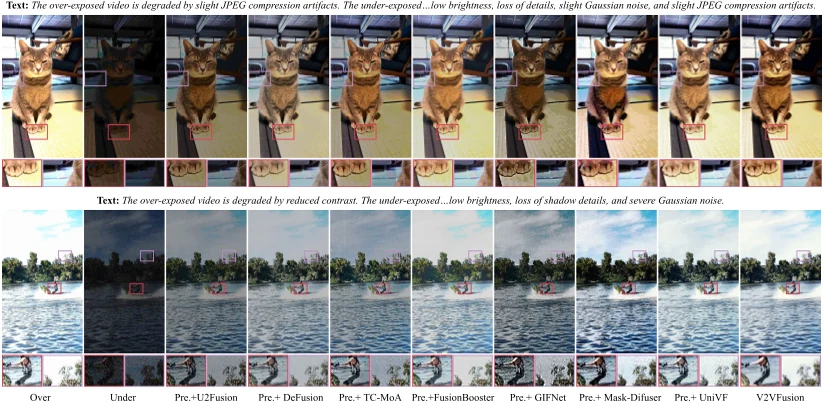 Text: The over-exposed video is degraded by slight JPEG compression artifacts. The under-exposed…low brightness, loss of details, slight Gaussian noise, and slight JPEG compression artifacts.
Text: The over-exposed video is degraded by reduced contrast. The under-exposed…low brightness, loss of shadow details, and severe Gaussian noise.
Over Under Pre.+U2Fusion Pre.+ DeFusion Pre.+ TC-MoA Pre.+FusionBooster Pre.+ GIFNet Pre.+ Mask-Difuser Pre.+ UniVF V2VFusion